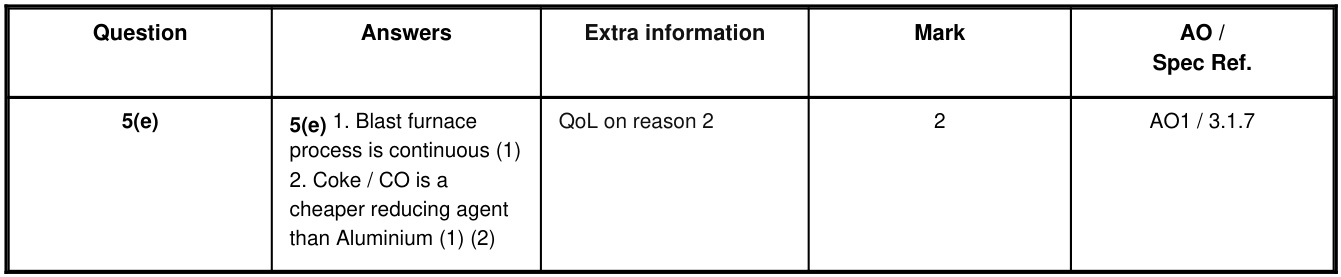 Question Answers Extra information Mark AO /
Spec Ref.
5(e) 5(e) 1. Blast furnace QoL on reason 2 2 AO1 / 3.1.7
process is continuous (1)
2. Coke / CO is a
cheaper reducing agent
than Aluminium (1) (2)